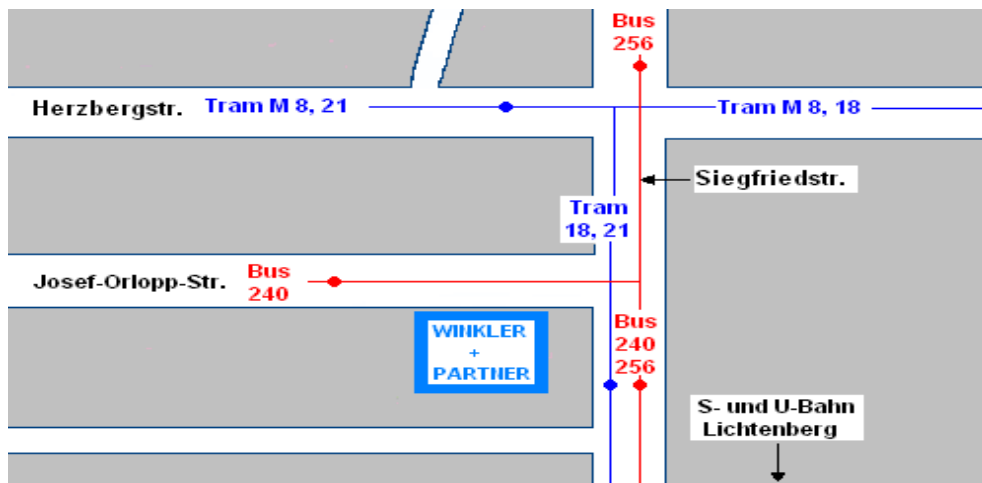 Bus
256
Herzbergstr.
Tram M 8, 21
Tram M 8, 18
Siegfriedstr.
Tram
18, 21
Josef-Orlopp-Str.
Bus
240
WINKLER
+
PARTNER
Bus
240
256
S- und U-Bahn
Lichtenberg